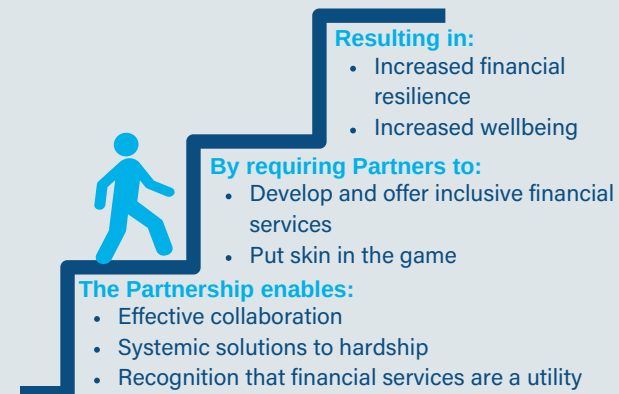 Resulting in:
• Increased financial
resilience
• Increased wellbeing
By requiring Partners to:
• Develop and offer inclusive financial
services
• Put skin in the game
The Partnership enables:
• Effective collaboration
• Systemic solutions to hardship
• Recognition that financial services are a utility